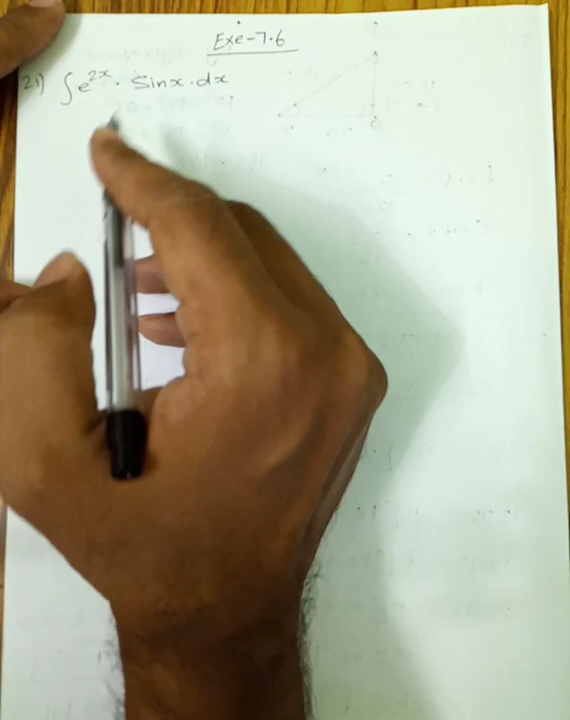 Exe-7.6
21) ∫e^2x . Sinx.dx